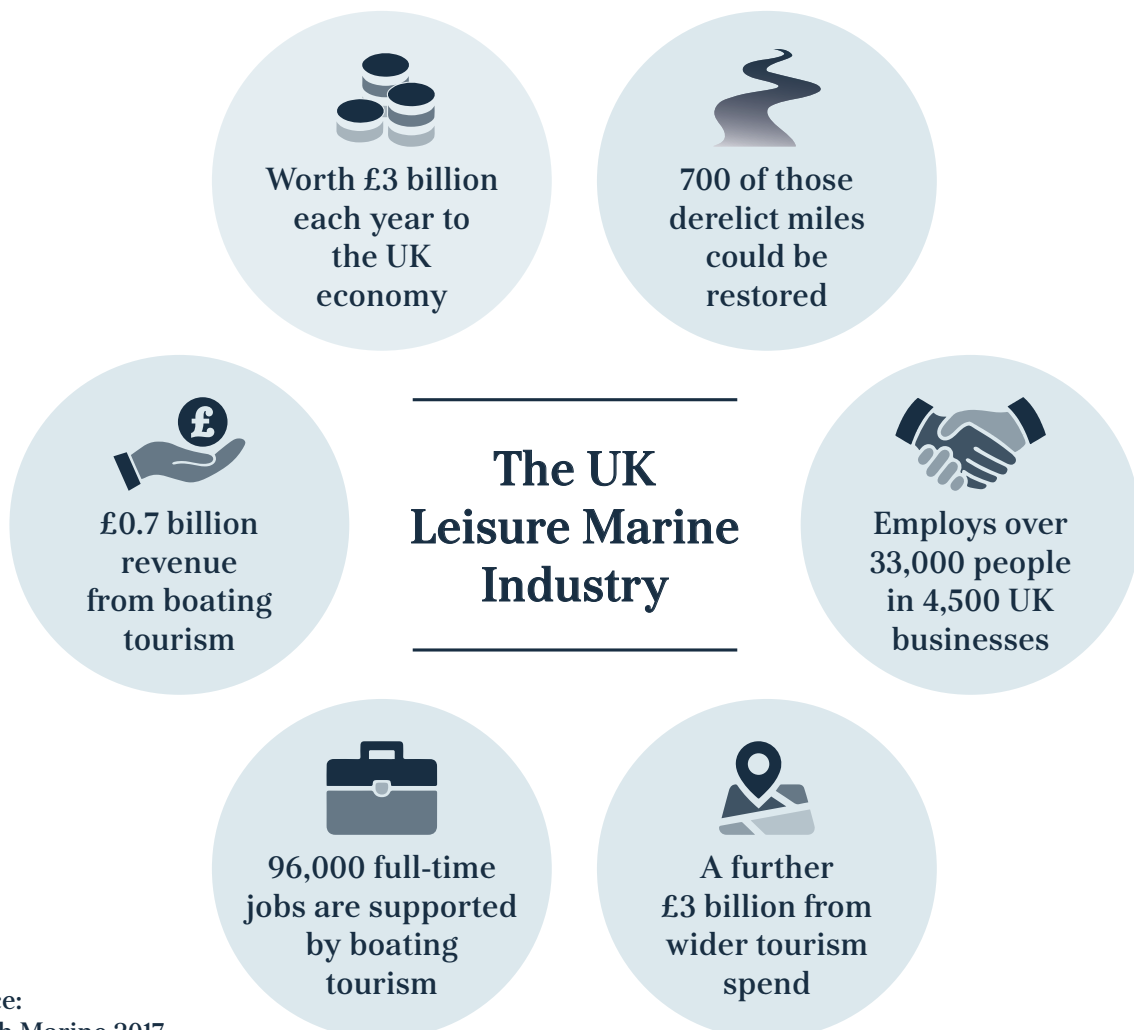 Worth £3 billion
each year to
the UK
economy
700 of those
derelict miles
could be
restored
£0.7 billion
revenue
from boating
tourism
The UK
Leisure Marine
Industry
Employs over
33,000 people
in 4,500 UK
businesses
96,000 full-time
jobs are supported
by boating
tourism
A further
£3 billion from
wider tourism
spend
Marine 2017